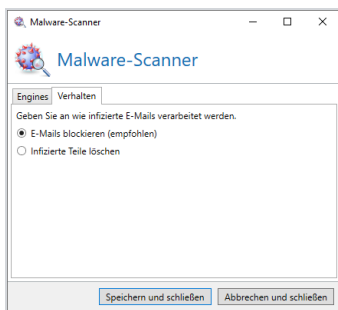 Malware-Scanner
Malware-Scanner
Engines Verhalten
Geben Sie an wie infizierte E-Mails verarbeitet werden.
E-Mails blockieren (empfohlen)
Infizierte Teile löschen
Speichern und schließen Abbrechen und schließen